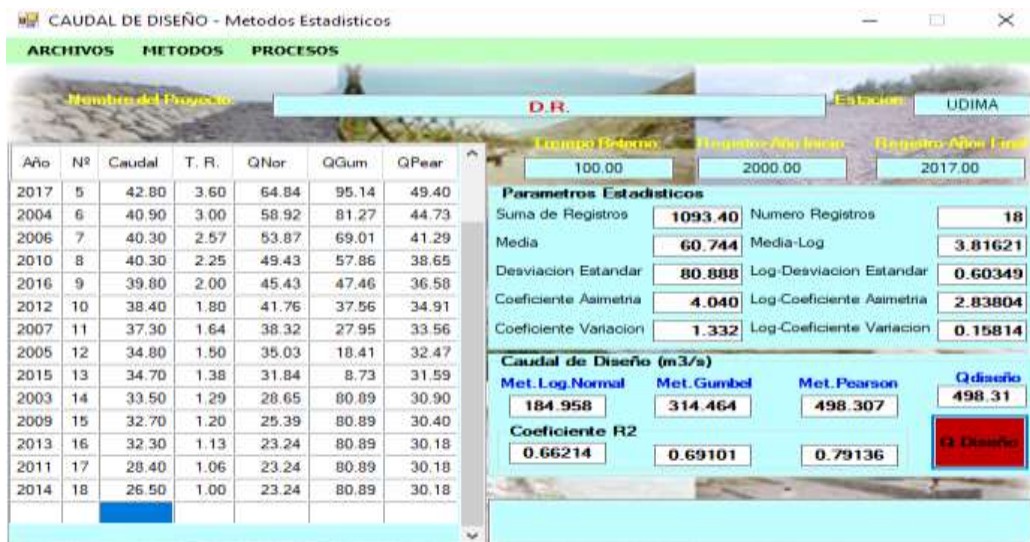 CAUDAL DE DISEÑO - Metodos Estadisticos
ARCHIVOS METODOS PROCESOS
Nombre del Proyecto: D.R. Estacion: UDIMA
Tiempo Retorno: Registro-Año Inicio Registro-Años Final
100.00 2000.00 2017.00
Año Nº Caudal T. R. QNor QGum QPear
2017 5 42.80 3.60 64.84 95.14 49.40
2004 6 40.90 3.00 58.92 81.27 44.73
2006 7 40.30 2.57 53.87 69.01 41.29
2010 8 40.30 2.25 49.43 57.86 38.65
2016 9 39.80 2.00 45.43 47.46 36.58
2012 10 38.40 1.80 41.76 37.56 34.91
2007 11 37.30 1.64 38.32 27.95 33.56
2005 12 34.80 1.50 35.03 18.41 32.47
2015 13 34.70 1.38 31.84 8.73 31.59
2003 14 33.50 1.29 28.65 80.89 30.90
2009 15 32.70 1.20 25.39 80.89 30.40
2013 16 32.30 1.13 23.24 80.89 30.18
2011 17 28.40 1.06 23.24 80.89 30.18
2014 18 26.50 1.00 23.24 80.89 30.18
Parametros Estadisticos
Suma de Registros 1093.40 Numero Registros 18
Media 60.744 Media-Log 3.81621
Desviacion Estandar 80.888 Log-Desviacion Estandar 0.60349
Coeficiente Asimetria 4.040 Log-Coeficiente Asimetria 2.83804
Coeficiente Variacion 1.332 Log-Coeficiente Variacion 0.15814
Caudal de Diseño (m3/s)
Met.Log.Normal Met.Gumbel Met.Pearson Qdiseño
184.958 314.464 498.307 498.31
Coeficiente R2
0.66214 0.69101 0.79136
Q Diseño